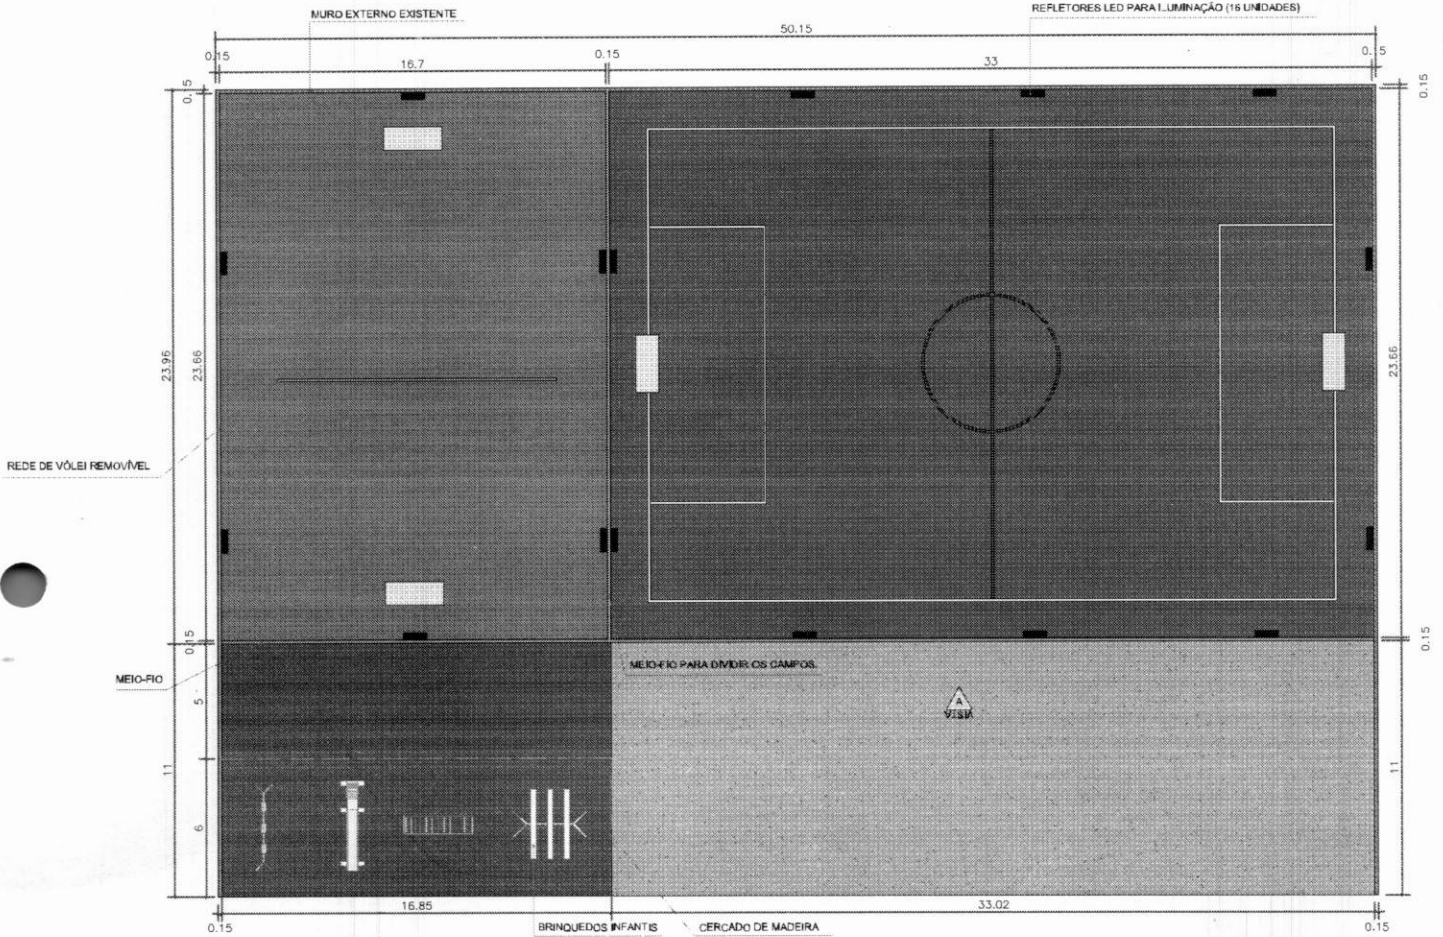 MURO EXTERNO EXISTENTE
REFLETORES LED PARA ILUMINAÇÃO (16 UNIDADES)
50.15
0.15
0.15
0.15
16.7
33
0.15
0.15
23.96
23.66
23.66
REDE DE VÔLEI REMOVÍVEL
0.15
0.15
MEIO-FIO
MEIO-FIO PARA DIVIDIR OS CAMPOS
5
A
VISTA
11
11
6
16.85
33.02
0.15
0.15
BRINQUEDOS INFANTIS
CERCADO DE MADEIRA